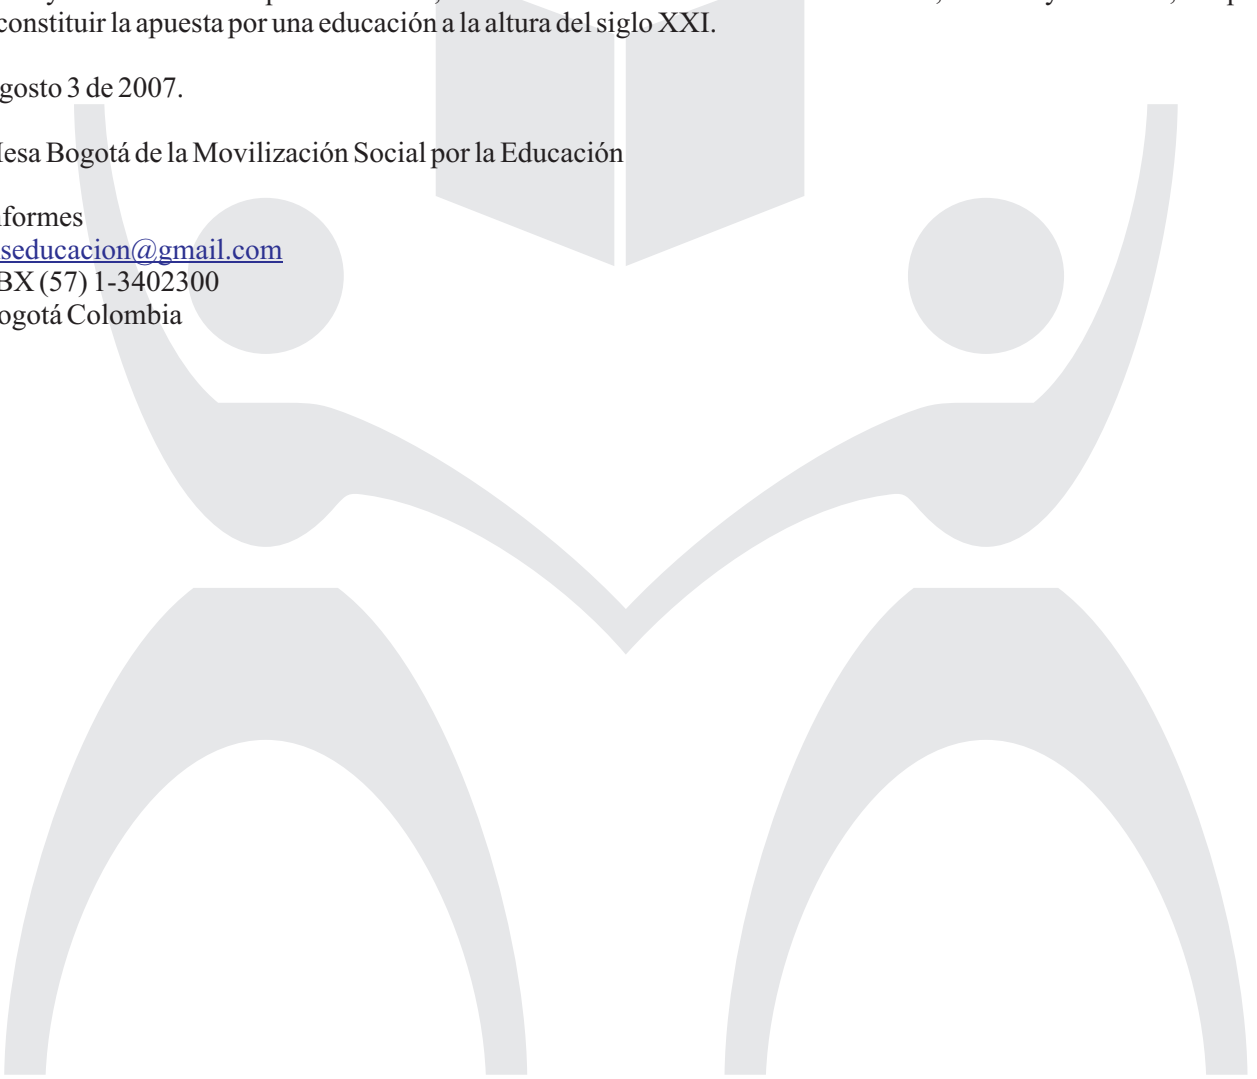 constituir la apuesta por una educación a la altura del siglo XXI.
gosto 3 de 2007.
esa Bogotá de la Movilización Social por la Educación
formes
seducacion@gmail.com
BX (57) 1-3402300
ogotá Colombia